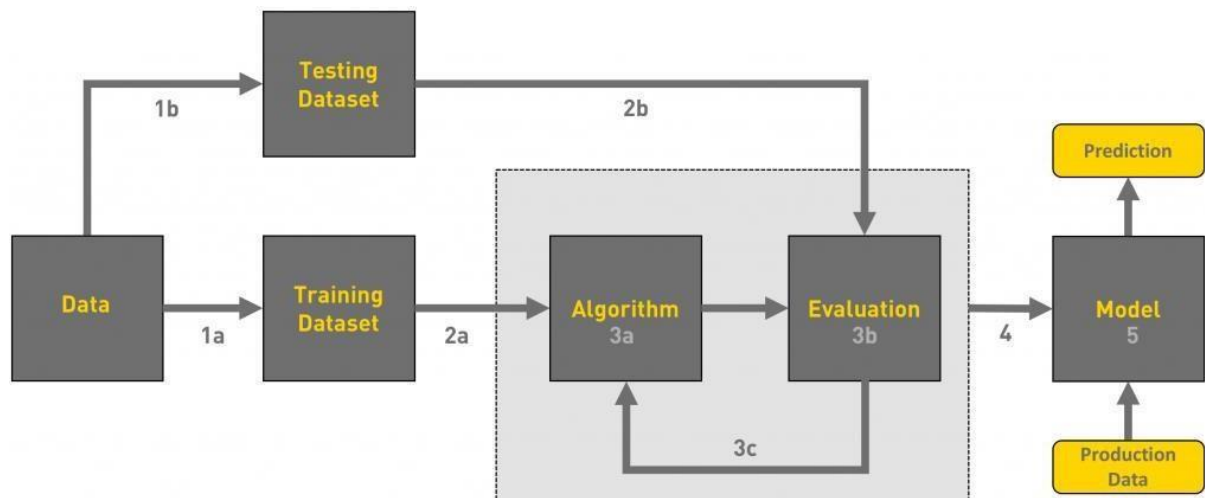 Testing
Dataset
1b
2b
Prediction
Data
Training
Dataset
Algorithm
3a
Evaluation
3b
Model
5
1a
2a
4
3c
Production
Data